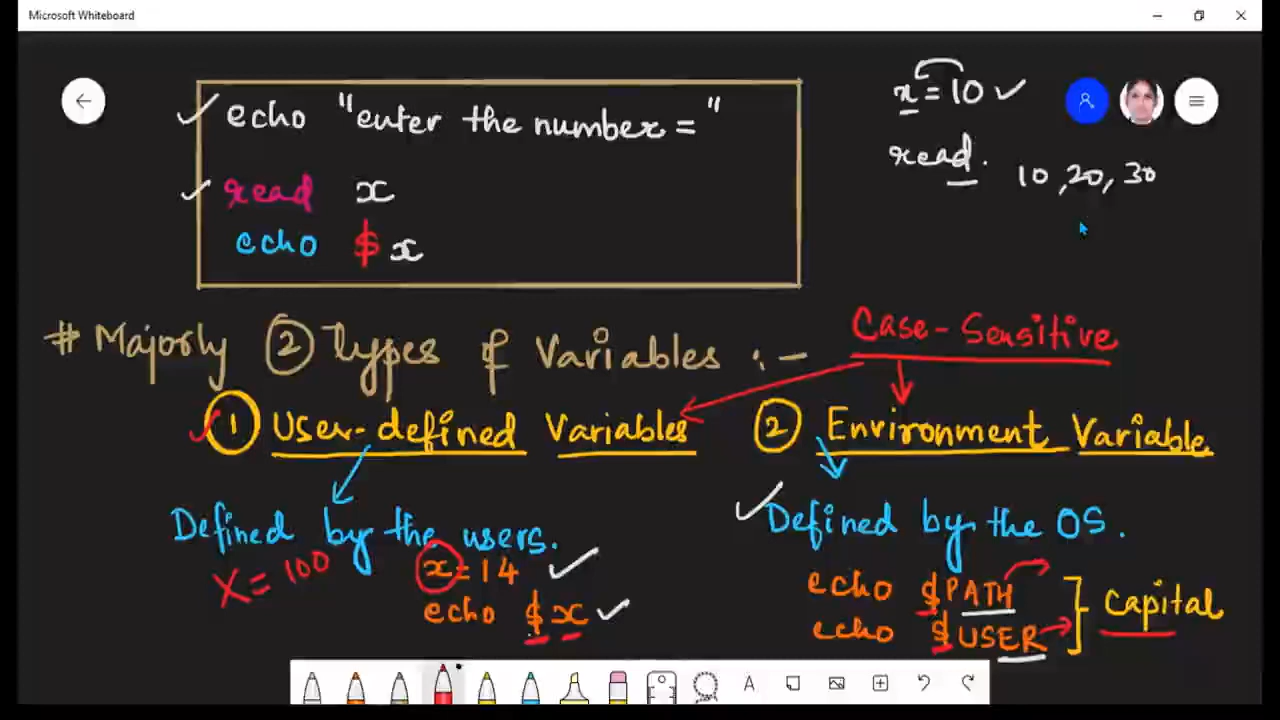 Microsoft Whiteboard
echo "enter the number = "
read x
echo $ x
x = 10
read.
10, 20, 30
# Majorly 2 Types of Variables :-
Case-Sensitive
1 User-defined Variables
2 Environment Variable
Defined by the users.
X = 100
x = 14
echo $ x
Defined by the OS.
echo $PATH
echo $USER
Capital
A